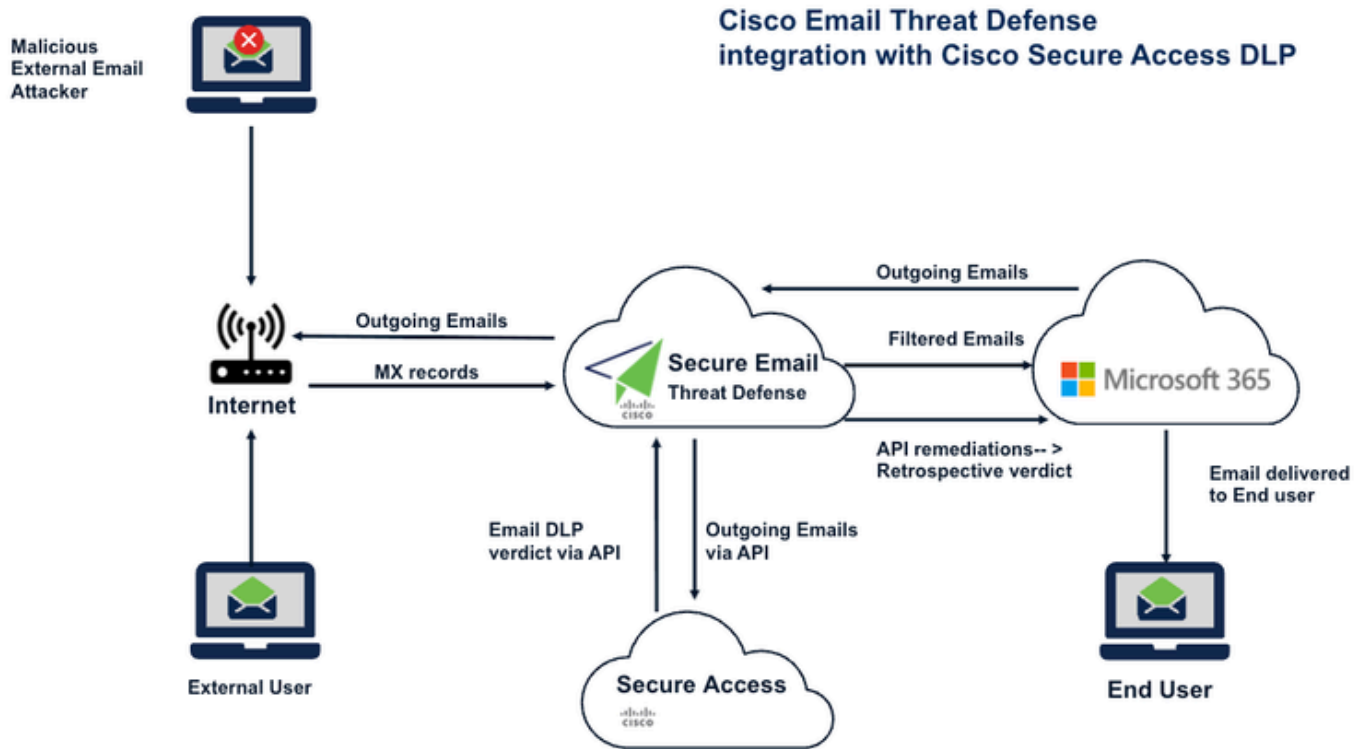 Cisco Email Threat Defense
integration with Cisco Secure Access DLP
Malicious
External Email
Attacker
Outgoing Emails
Outgoing Emails
Filtered Emails
Secure Email
Threat Defense
CISCO
Microsoft 365
MX records
Internet
API remediations-- >
Retrospective verdict
Email delivered
to End user
Email DLP
verdict via API
Outgoing Emails
via API
External User
Secure Access
CISCO
End User